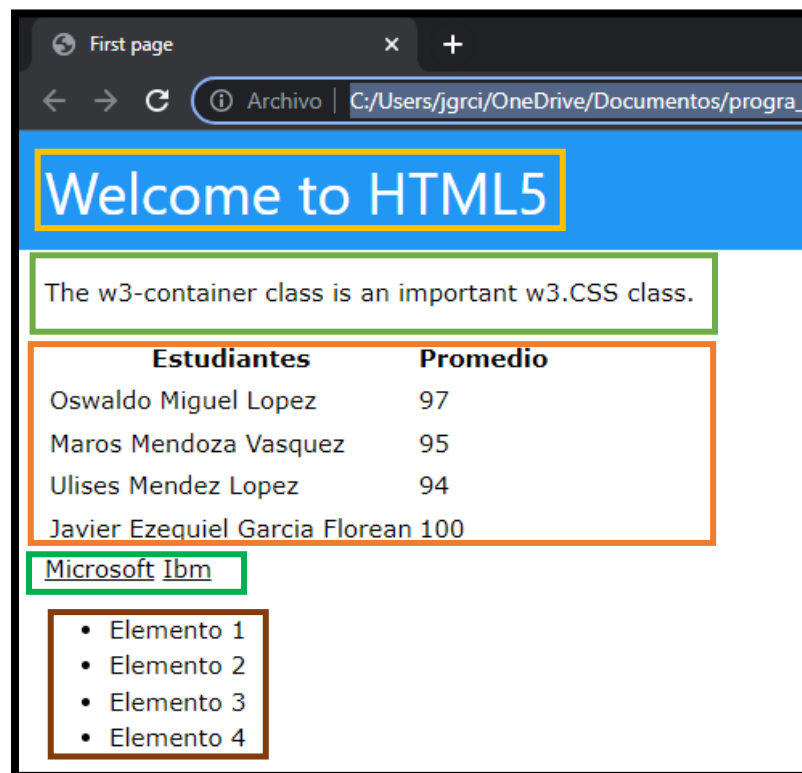 First page
Archivo C:/Users/jgrci/OneDrive/Documentos/progra_
Welcome to HTML5
The w3-container class is an important w3.CSS class.
Estudiantes Promedio
Oswaldo Miguel Lopez 97
Maros Mendoza Vasquez 95
Ulises Mendez Lopez 94
Javier Ezequiel Garcia Florean 100
Microsoft Ibm
• Elemento 1
• Elemento 2
• Elemento 3
• Elemento 4